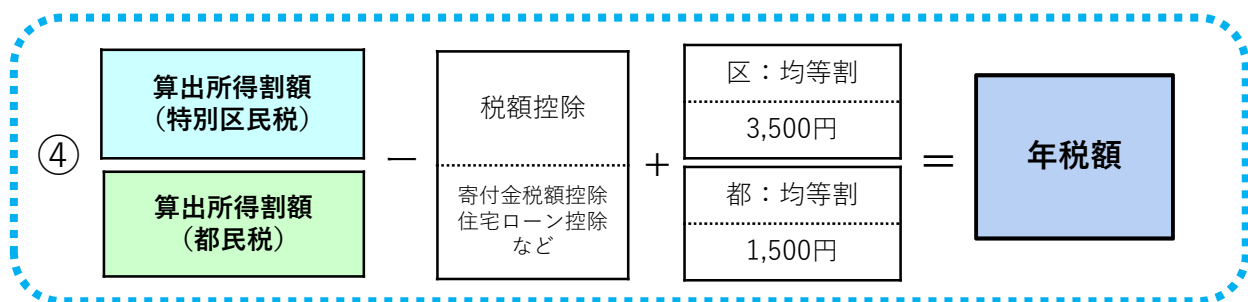 ④
算出所得割額
（特別区民税）
算出所得割額
（都民税）
－
税額控除
寄付金税額控除
住宅ローン控除
など
＋
区：均等割
3,500円
都：均等割
1,500円
＝
年税額